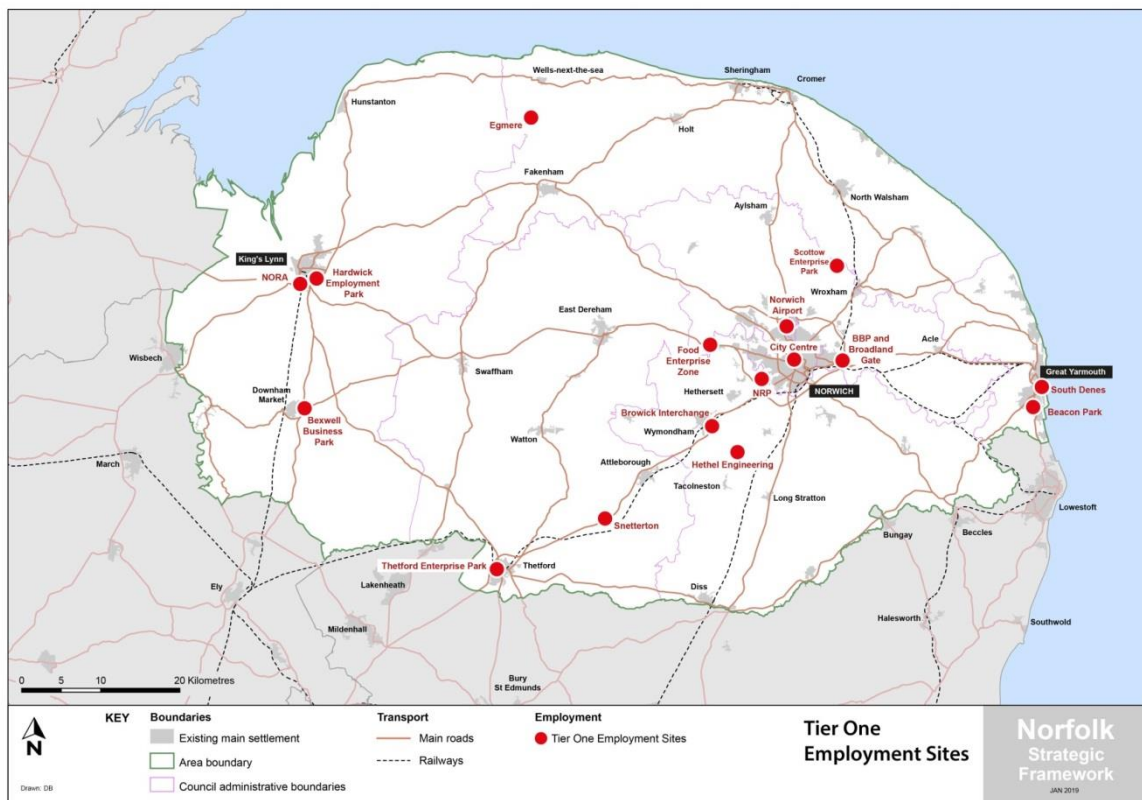 Wells-next-the-sea
Sheringham
Cromer
Hunstanton
Egmere
Holt
Fakenham
North Walsham
Aylsham
King's Lynn
NORA
Hardwick
Employment
Park
Scottow
Enterprise
Park
Wroxham
Norwich
Airport
East Dereham
City Centre
BBP and
Broadland
Gate
Acle
Food
Enterprise
Zone
Wisbech
Swaffham
Great Yarmouth
South Denes
Beacon Park
Hethersett
NRP
NORWICH
Downham
Market
Bexwell
Business
Park
Browick Interchange
Wymondham
Watton
Attleborough
Hethel Engineering
March
Tacolneston
Long Stratton
Lowestoft
Snetterton
Bungay
Beccles
Thetford Enterprise Park
Thetford
Ely
Lakenheath
Diss
Halesworth
Mildenhall
Southwold
Bury
St Edmunds
0 5 10 20 Kilometres
N
Drawn: DB
KEY
Boundaries
Existing main settlement
Area boundary
Council administrative boundaries
Transport
Main roads
Railways
Employment
Tier One Employment Sites
Tier One
Employment Sites
Norfolk
Strategic
Framework
JAN 2019